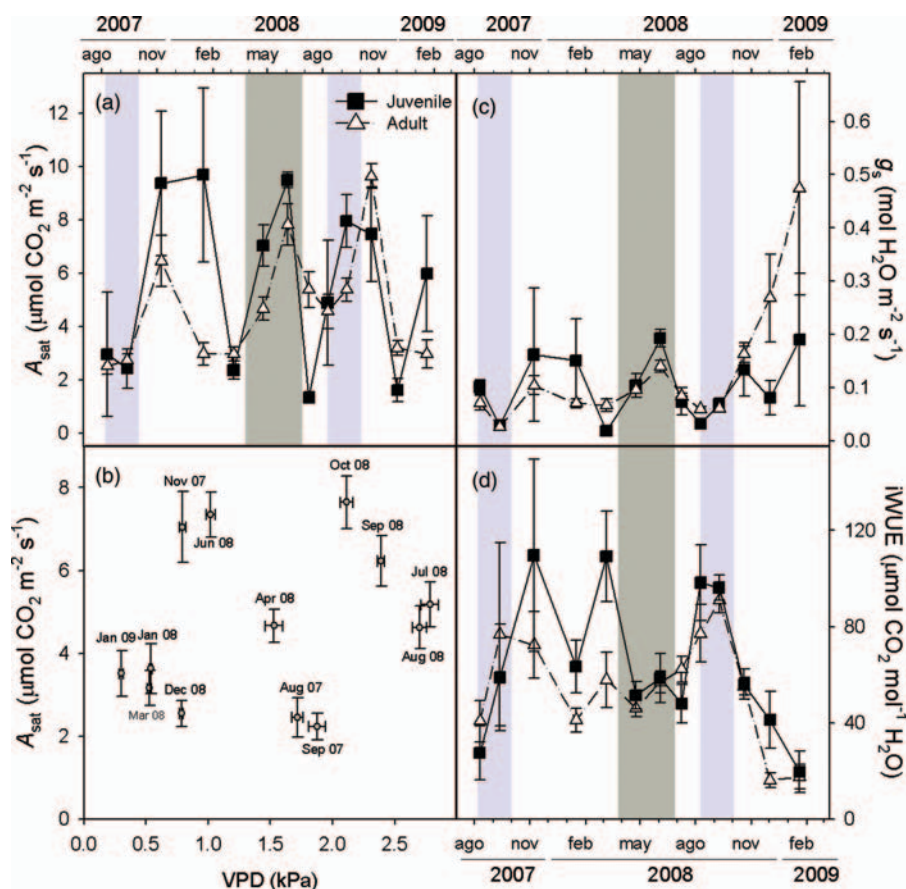 2007 2008 2009 2007 2008 2009
ago nov feb may ago nov feb ago nov feb may ago nov feb
(a)
Juvenile
Adult
(c)
12
10
8
6
4
2
0
A_sat (μmol CO₂ m⁻² s⁻¹)
0.6
0.5
0.4
0.3
0.2
0.1
0.0
g_s (mol H₂O m⁻² s⁻¹)
(b)
Oct 08
Nov 07
Sep 08
Jun 08
Apr 08
Jul 08
Jan 09 Jan 08
Aug 08
Mar 08
Dec 08
Aug 07
Sep 07
8
6
4
2
0
A_sat (μmol CO₂ m⁻² s⁻¹)
0.0 0.5 1.0 1.5 2.0 2.5
VPD (kPa)
(d)
120
80
40
0
iWUE (μmol CO₂ mol⁻¹ H₂O)
ago nov feb may ago nov feb
2007 2008 2009